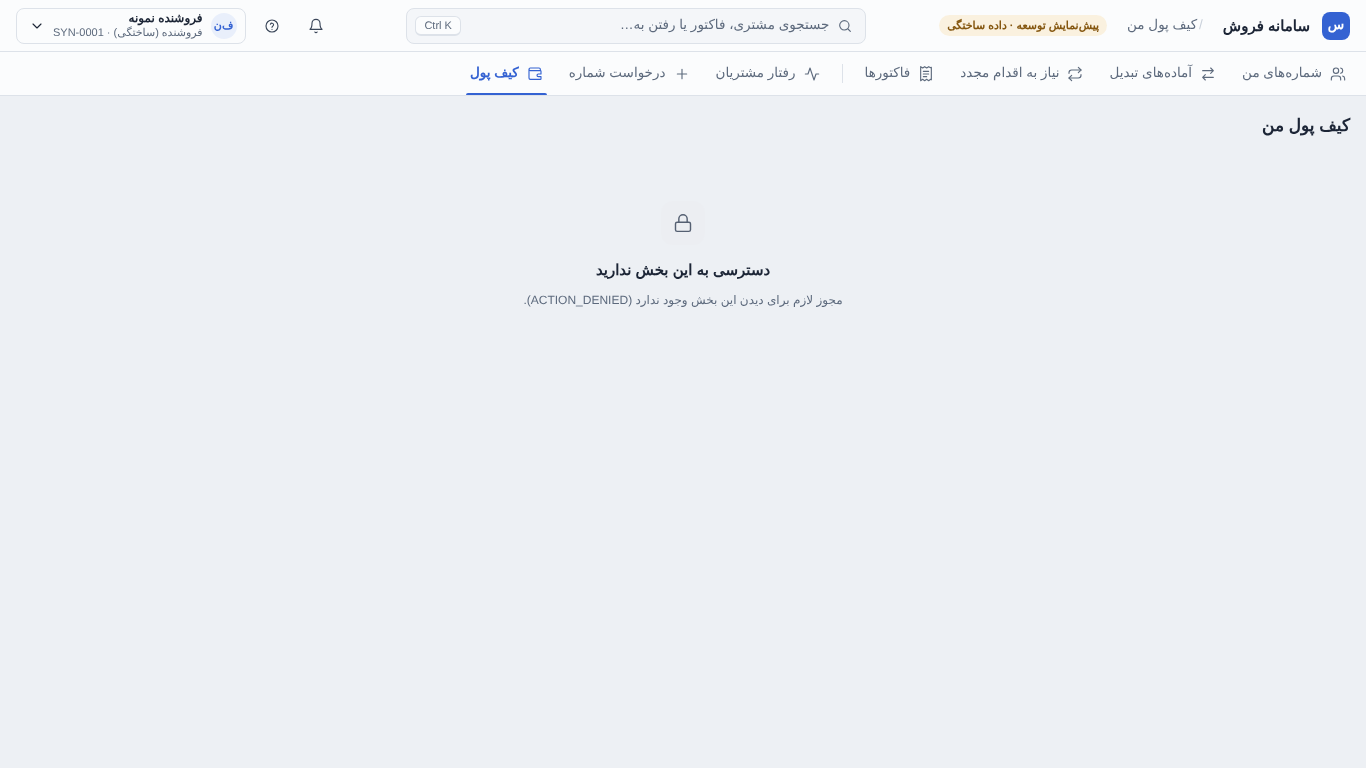 س
سامانه فروش
/ کیف پول من
پیش‌نمایش توسعه · داده ساختگی
جستجوی مشتری، فاکتور یا رفتن به…
Ctrl K
ف‌ن
فروشنده نمونه
فروشنده (ساختگی) · SYN-0001
شماره‌های من
آماده‌های تبدیل
نیاز به اقدام مجدد
فاکتورها
رفتار مشتریان
درخواست شماره
کیف پول
کیف پول من
دسترسی به این بخش ندارید
مجوز لازم برای دیدن این بخش وجود ندارد (ACTION_DENIED).